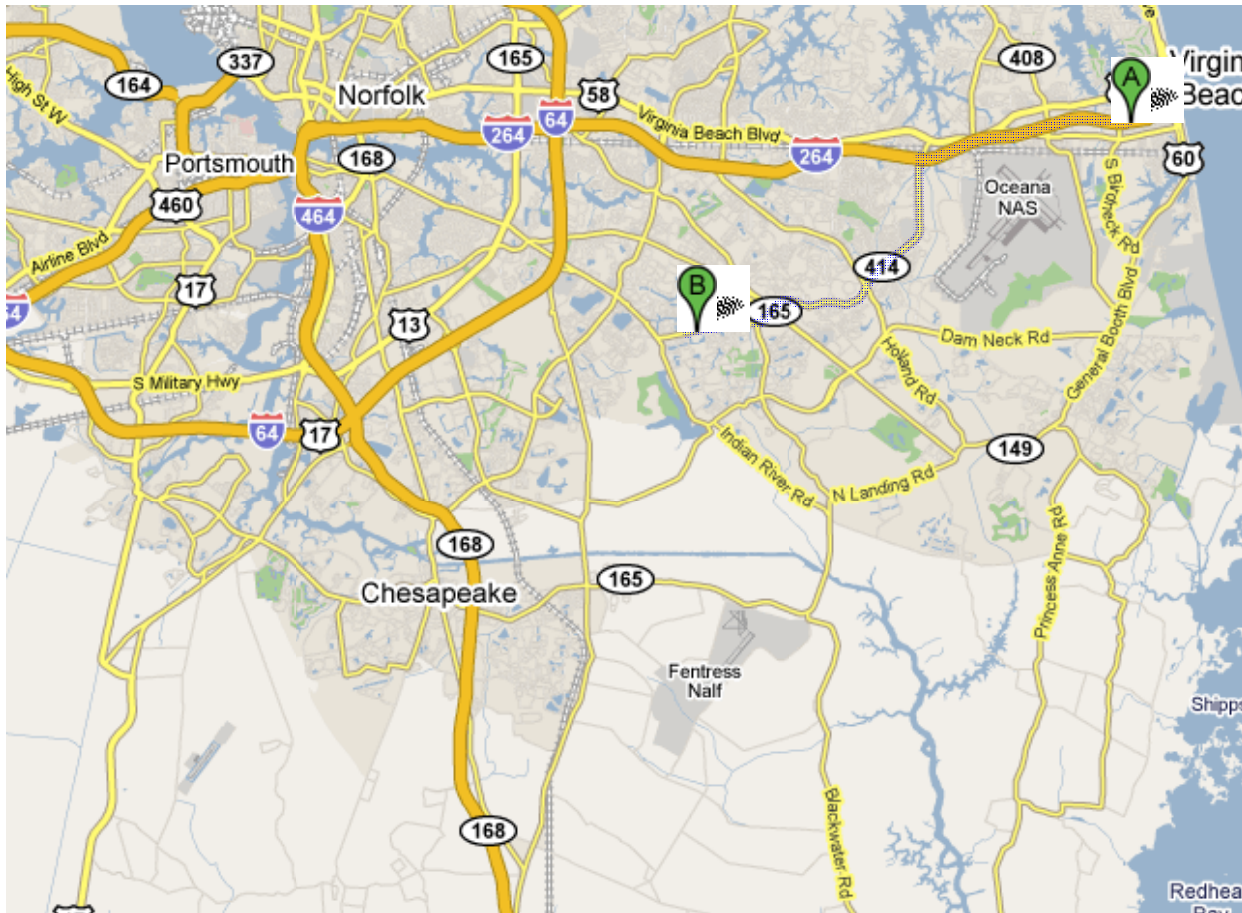 337
165
408
164
58
A
Virgin
Beac
High St W
Norfolk
64
Virginia Beach Blvd
264
264
Portsmouth
168
60
Oceana
NAS
S Birdneck Rd
460
464
Airline Blvd
414
17
B
165
13
General Booth Blvd
Dam Neck Rd
Holland Rd
S Military Hwy
64
17
Indian River Rd
149
N Landing Rd
168
Princess Anne Rd
165
Chesapeake
Fentress
Nalf
Shipps
Blackwater Rd
168
Redhea